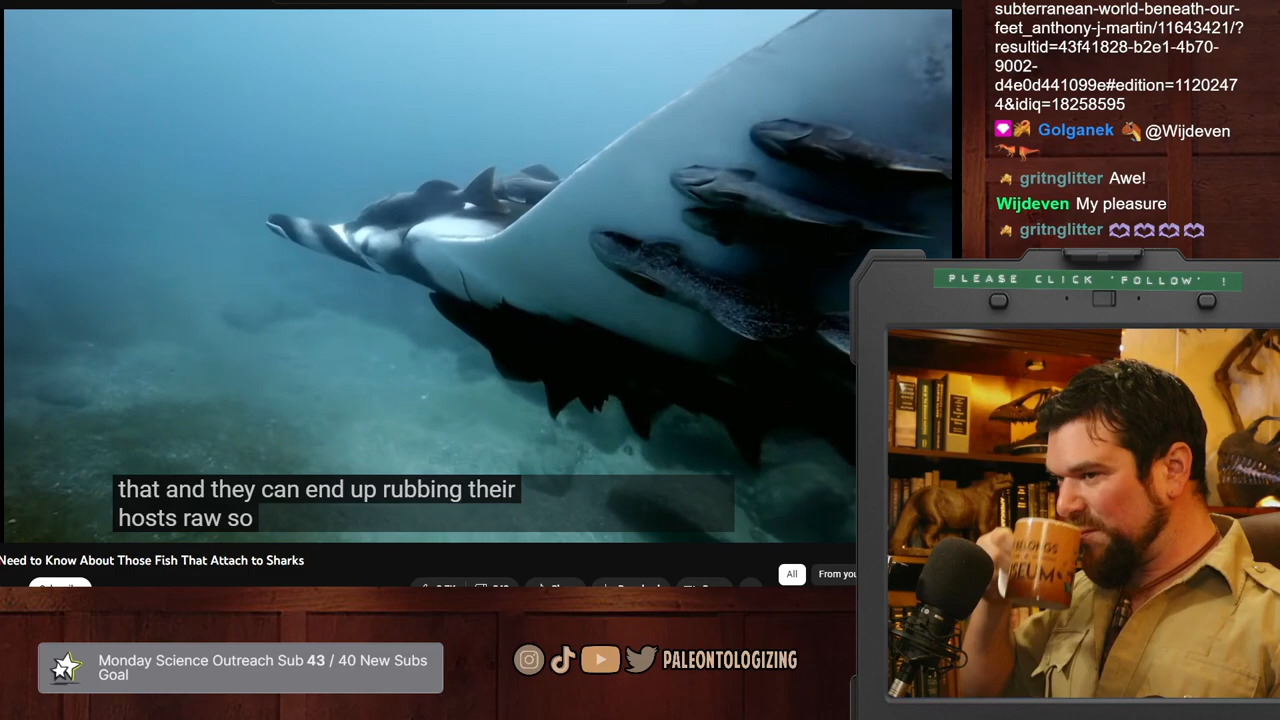 subterranean-world-beneath-our-
feet_anthony-j-martin/11643421/?
resultid=43f41828-b2e1-4b70-
9002-
d4e0d441099e#edition=1120247
4&idiq=18258595
Golganek @Wijdeven
gritnglitter Awe!
Wijdeven My pleasure
gritnglitter
PLEASE CLICK "FOLLOW" !
that and they can end up rubbing their
hosts raw so
Need to Know About Those Fish That Attach to Sharks
All
From you
Monday Science Outreach Sub 43 / 40 New Subs
Goal
PALEONTOLOGIZING